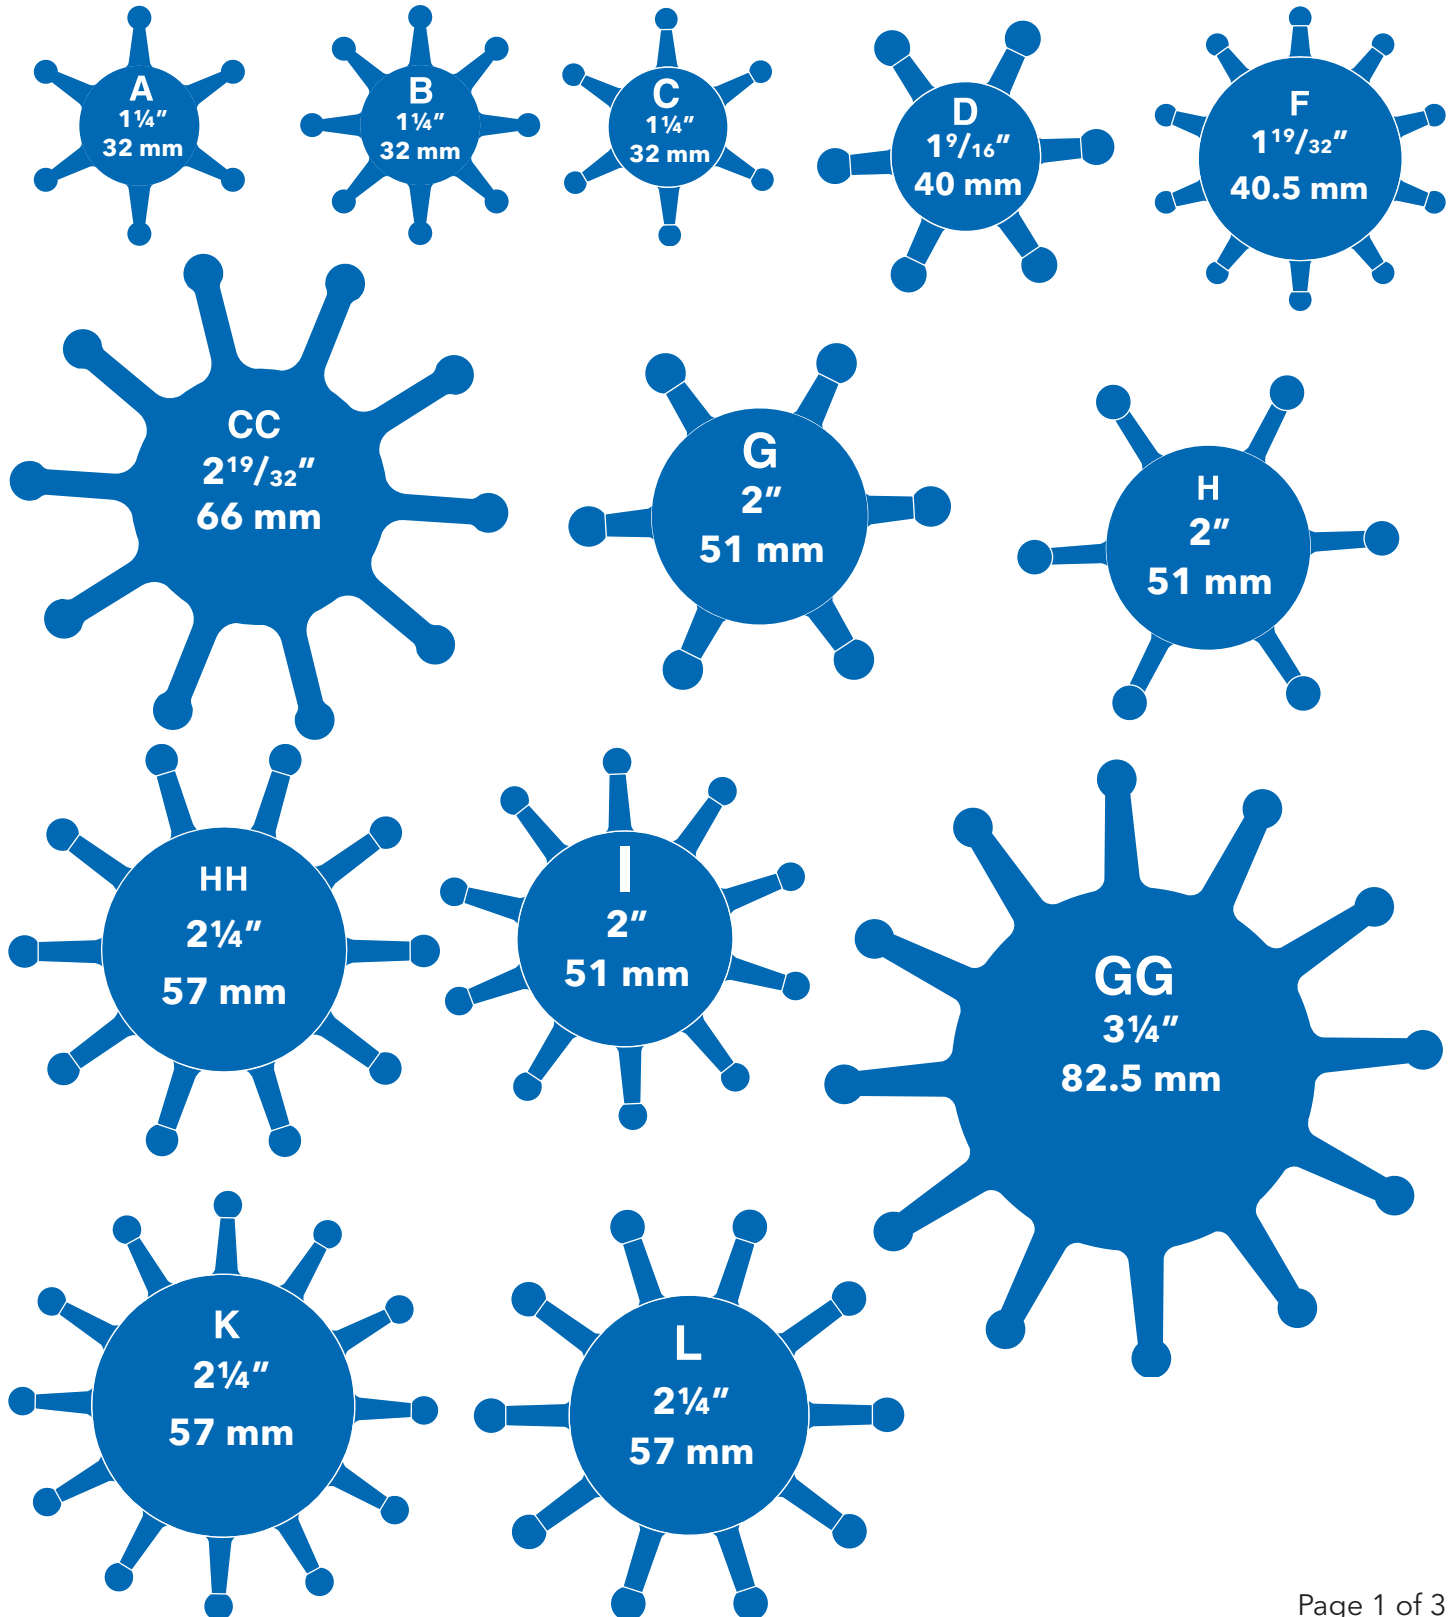 A
1¼″
32 mm
B
1¼″
32 mm
C
1¼″
32 mm
D
1⁹/₁₆″
40 mm
F
1¹⁹/₃₂″
40.5 mm
CC
2¹⁹/₃₂″
66 mm
G
2″
51 mm
H
2″
51 mm
HH
2¼″
57 mm
I
2″
51 mm
GG
3¼″
82.5 mm
K
2¼″
57 mm
L
2¼″
57 mm
Page 1 of 3